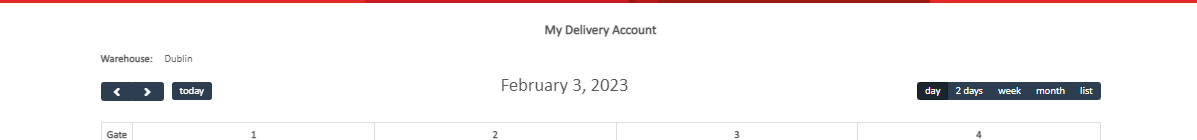 My Delivery Account
Warehouse: Dublin
today February 3, 2023 day 2 days week month list
Gate 1 2 3 4